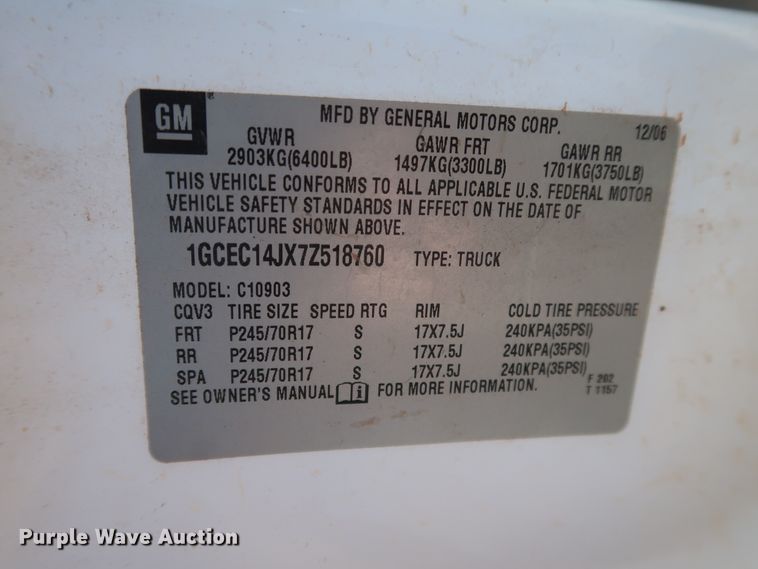 GM
MFD BY GENERAL MOTORS CORP. 12/06
GVWR GAWR FRT GAWR RR
2903KG(6400LB) 1497KG(3300LB) 1701KG(3750LB)
THIS VEHICLE CONFORMS TO ALL APPLICABLE U.S. FEDERAL MOTOR
VEHICLE SAFETY STANDARDS IN EFFECT ON THE DATE OF
MANUFACTURE SHOWN ABOVE.
1GCEC14JX7Z518760 TYPE: TRUCK
MODEL: C10903
CQV3 TIRE SIZE SPEED RTG RIM COLD TIRE PRESSURE
FRT P245/70R17 S 17X7.5J 240KPA(35PSI)
RR P245/70R17 S 17X7.5J 240KPA(35PSI)
SPA P245/70R17 S 17X7.5J 240KPA(35PSI)
SEE OWNER'S MANUAL i FOR MORE INFORMATION.
F 202
T 1157
Purple Wave Auction